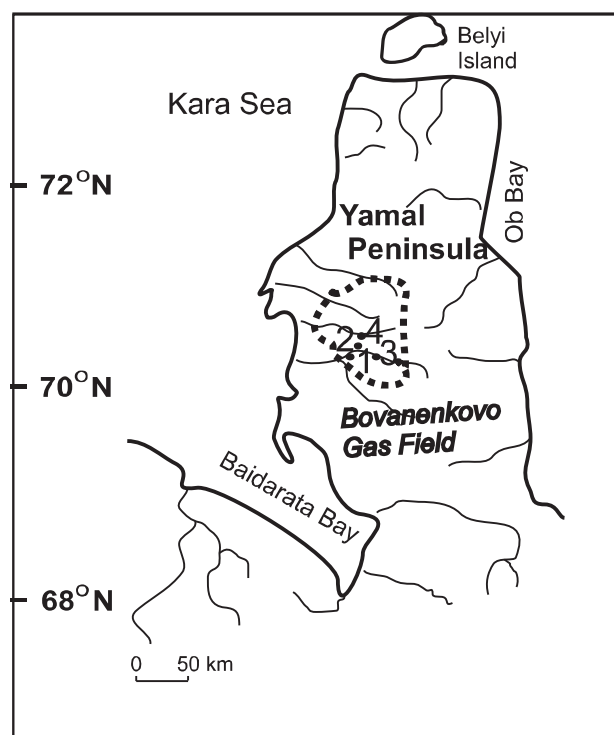 Belyi
Island
Kara Sea
72°N
Ob Bay
Yamal
Peninsula
4
2
3
1
70°N
Bovanenkovo
Gas Field
Baidarata Bay
68°N
0 50 km